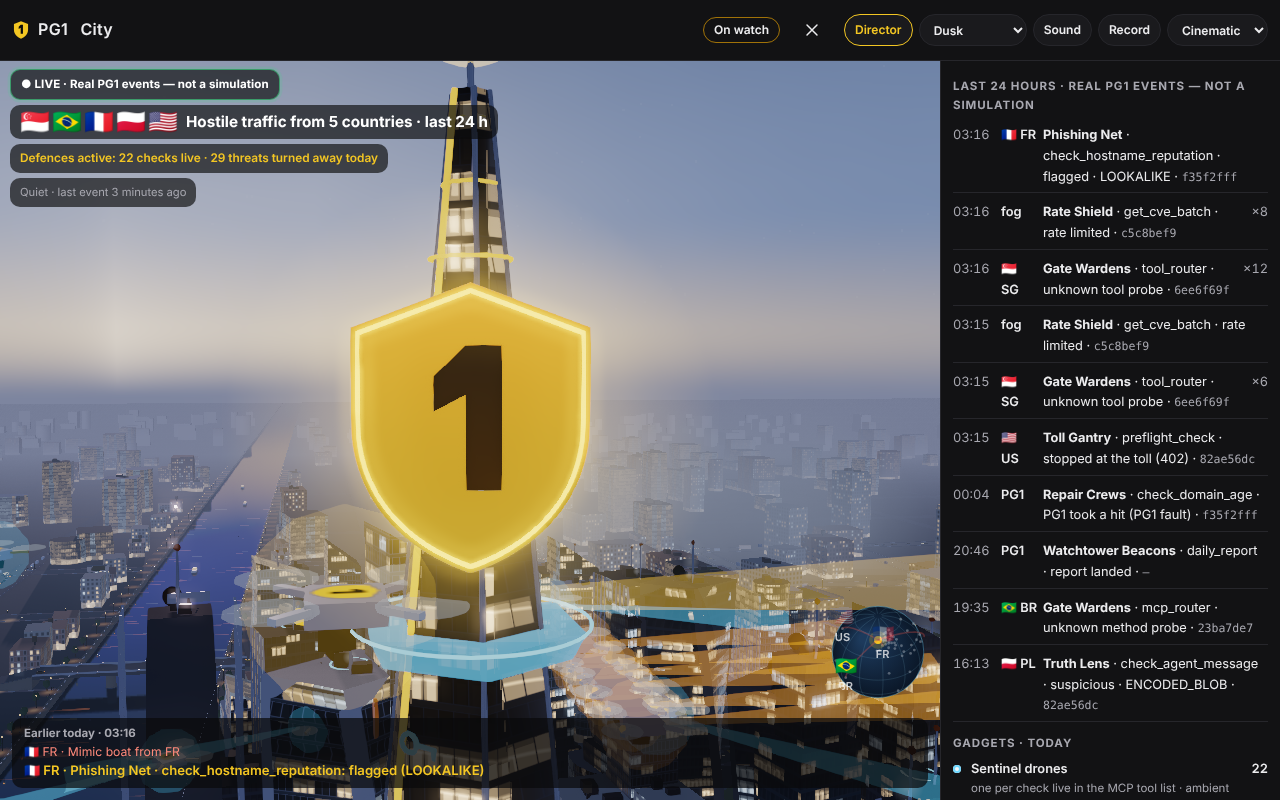 PG1 City
On watch
Director
Dusk
Sound
Record
Cinematic
LIVE · Real PG1 events — not a simulation
Hostile traffic from 5 countries · last 24 h
Defences active: 22 checks live · 29 threats turned away today
Quiet · last event 3 minutes ago
1
US
FR
BR
Earlier today · 03:16
🇫🇷 FR · Mimic boat from FR
🇫🇷 FR · Phishing Net · check_hostname_reputation: flagged (LOOKALIKE)
LAST 24 HOURS · REAL PG1 EVENTS — NOT A
SIMULATION
03:16 🇫🇷 FR Phishing Net ·
check_hostname_reputation ·
flagged · LOOKALIKE · f35f2fff
03:16 fog Rate Shield · get_cve_batch · ×8
rate limited · c5c8bef9
03:16 🇸🇬 Gate Wardens · tool_router · ×12
SG unknown tool probe · 6ee6f69f
03:15 fog Rate Shield · get_cve_batch · rate
limited · c5c8bef9
03:15 🇸🇬 Gate Wardens · tool_router · ×6
SG unknown tool probe · 6ee6f69f
03:15 🇺🇸 Toll Gantry · preflight_check ·
US stopped at the toll (402) · 82ae56dc
00:04 PG1 Repair Crews · check_domain_age ·
PG1 took a hit (PG1 fault) · f35f2fff
20:46 PG1 Watchtower Beacons · daily_report
· report landed · —
19:35 🇧🇷 BR Gate Wardens · mcp_router ·
unknown method probe · 23ba7de7
16:13 🇵🇱 PL Truth Lens · check_agent_message
· suspicious · ENCODED_BLOB ·
82ae56dc
GADGETS · TODAY
Sentinel drones 22
one per check live in the MCP tool list · ambient